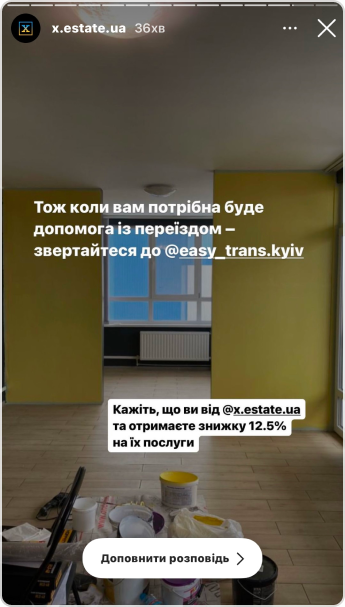 x.estate.ua 36хв
Тож коли вам потрібна буде
допомога із переїздом –
звертайтеся до @easy_trans.kyiv
Кажіть, що ви від @x.estate.ua
та отримаєте знижку 12.5%
на їх послуги
Доповнити розповідь